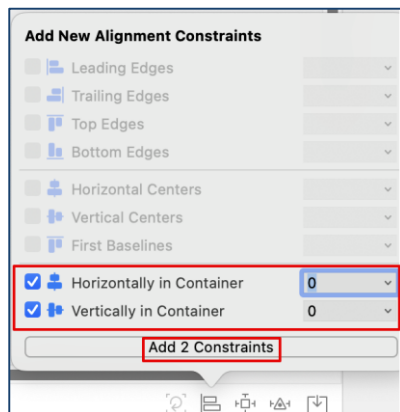 Add New Alignment Constraints
Leading Edges
Trailing Edges
Top Edges
Bottom Edges
Horizontal Centers
Vertical Centers
First Baselines
Horizontally in Container 0
Vertically in Container 0
Add 2 Constraints